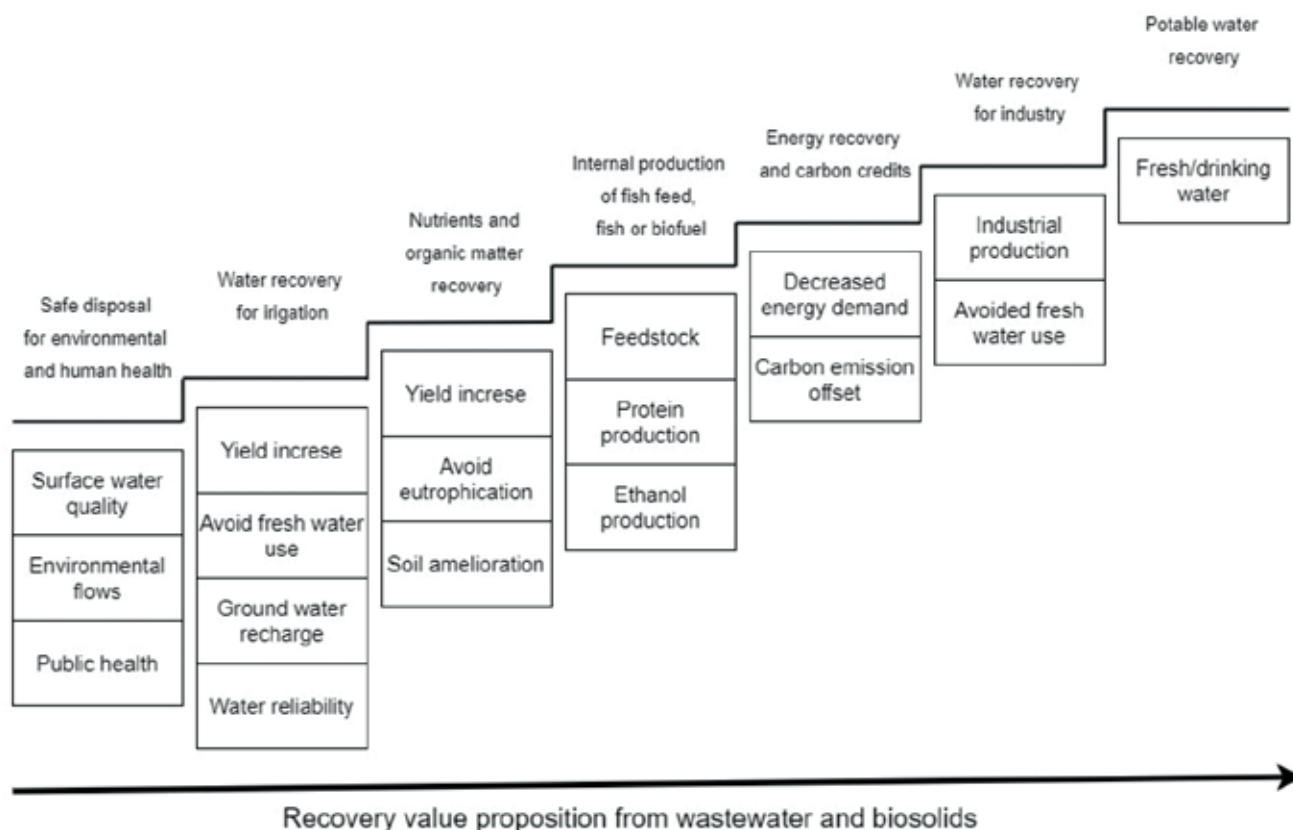 Safe disposal
for environmental
and human health
Surface water
quality
Environmental
flows
Public health
Water recovery
for irigation
Yield increse
Avoid fresh water
use
Ground water
recharge
Water reliability
Nutrients and
organic matter
recovery
Yield increse
Avoid
eutrophication
Soil amelioration
Internal production
of fish feed,
fish or biofuel
Feedstock
Protein
production
Ethanol
production
Energy recovery
and carbon credits
Decreased
energy demand
Carbon emission
offset
Water recovery
for industry
Industrial
production
Avoided fresh
water use
Potable water
recovery
Fresh/drinking
water
Recovery value proposition from wastewater and biosolids